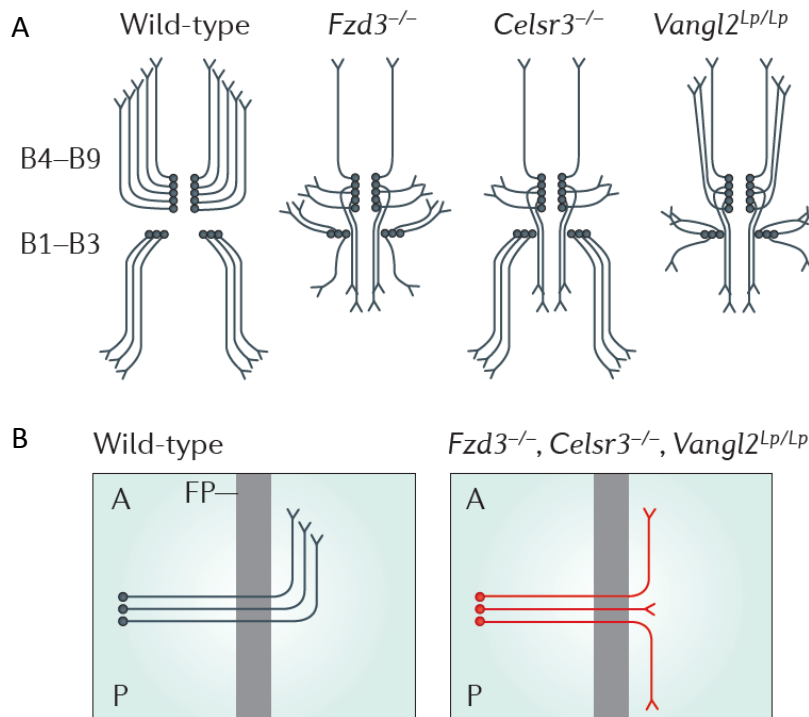 A
Wild-type Fzd3–/– Celsr3–/– Vangl2Lp/Lp
B4–B9
B1–B3
B
Wild-type Fzd3–/–, Celsr3–/–, Vangl2Lp/Lp
A FP A
P P